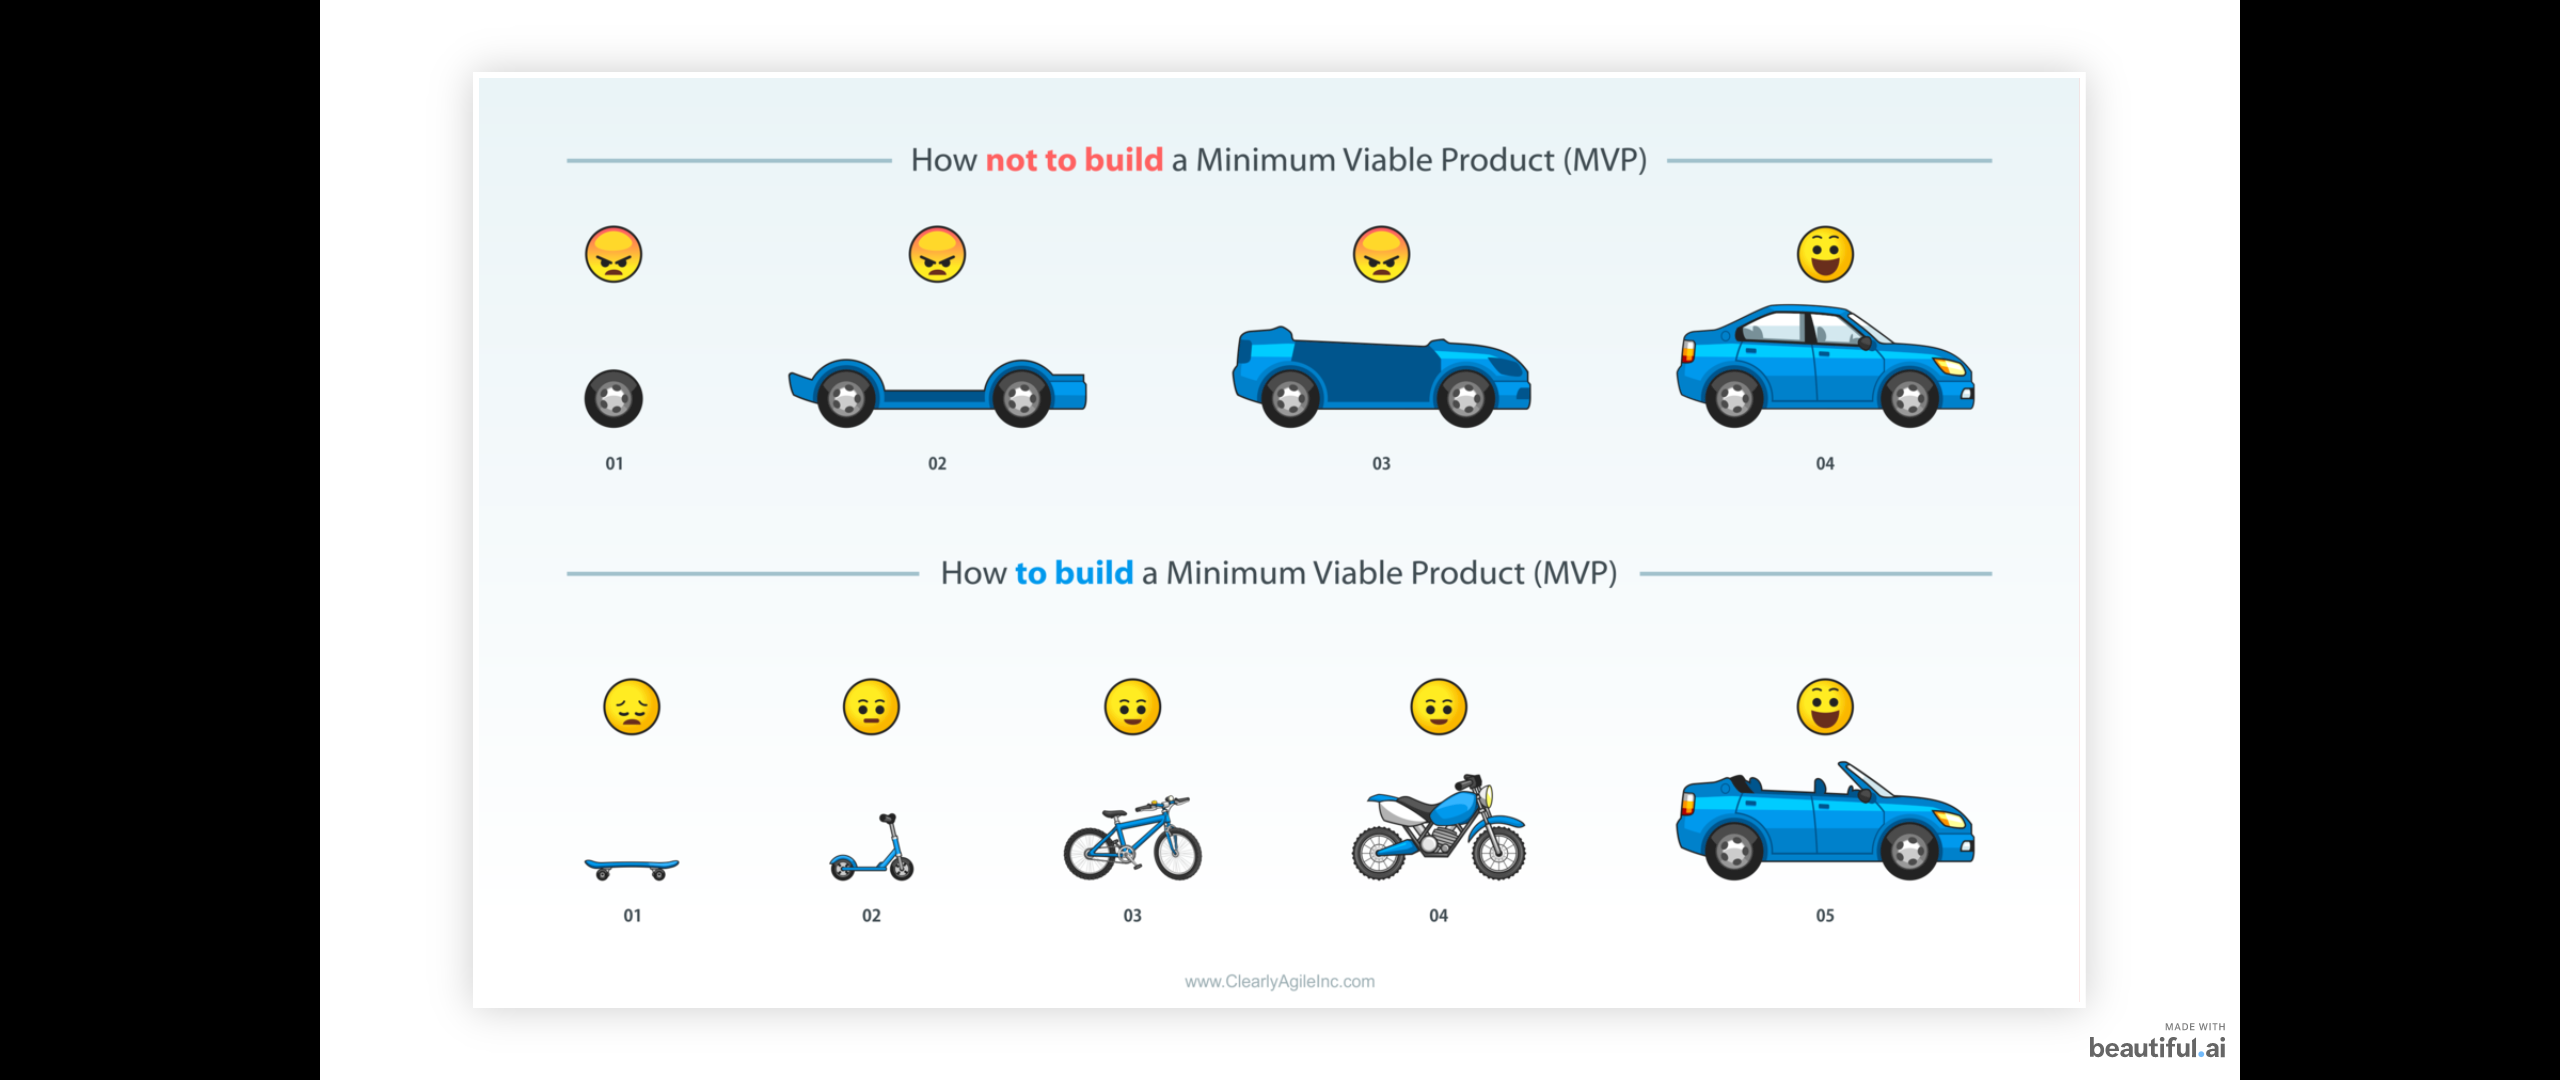 How not to build a Minimum Viable Product (MVP)
01
02
03
04
How to build a Minimum Viable Product (MVP)
01
02
03
04
05
www.ClearlyAgileInc.com
MADE WITH
beautiful.ai